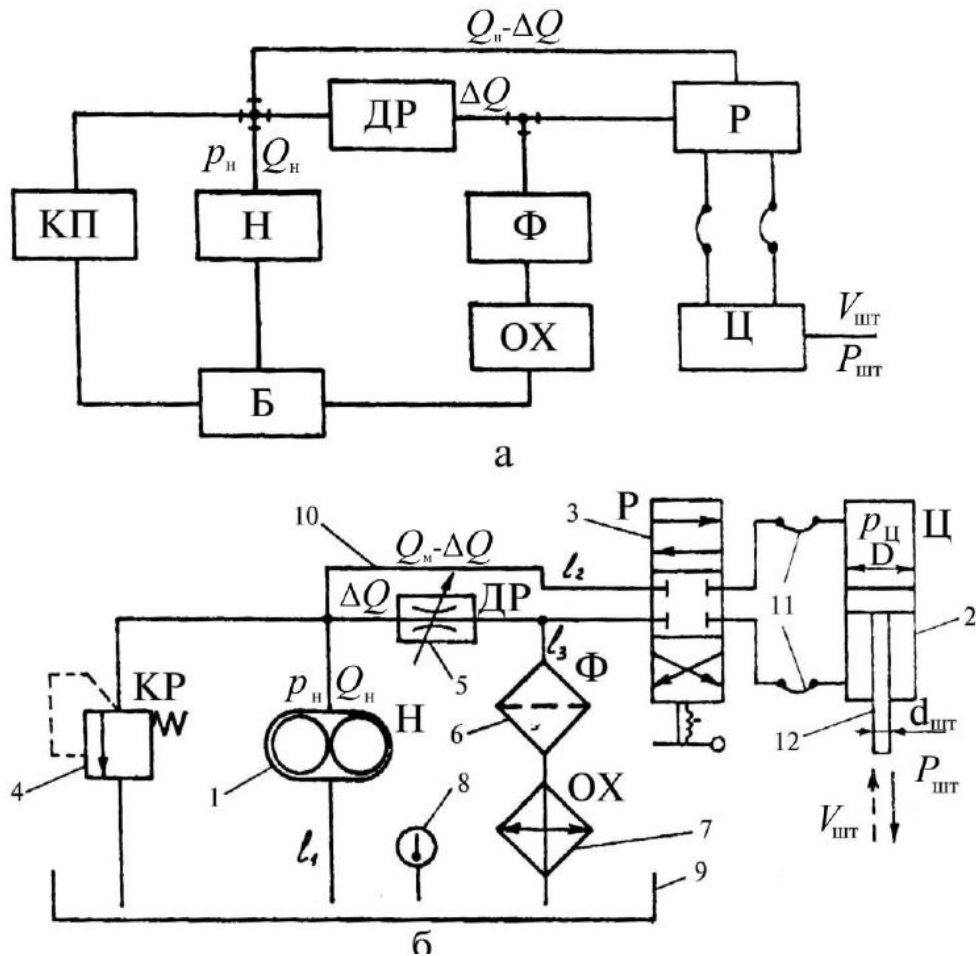 Qн-ΔQ
ДР
ΔQ
Р
pн Qн
КП
Н
Ф
ОХ
Ц
Vшт
Pшт
Б
а
10
3
Р
Qм-ΔQ
l2
pЦ
Ц
D
ΔQ
ДР
11
2
l3
5
КР
pн Qн
Н
Ф
6
dшт
12
4
1
8
ОХ
7
Pшт
Vшт
l1
9
б